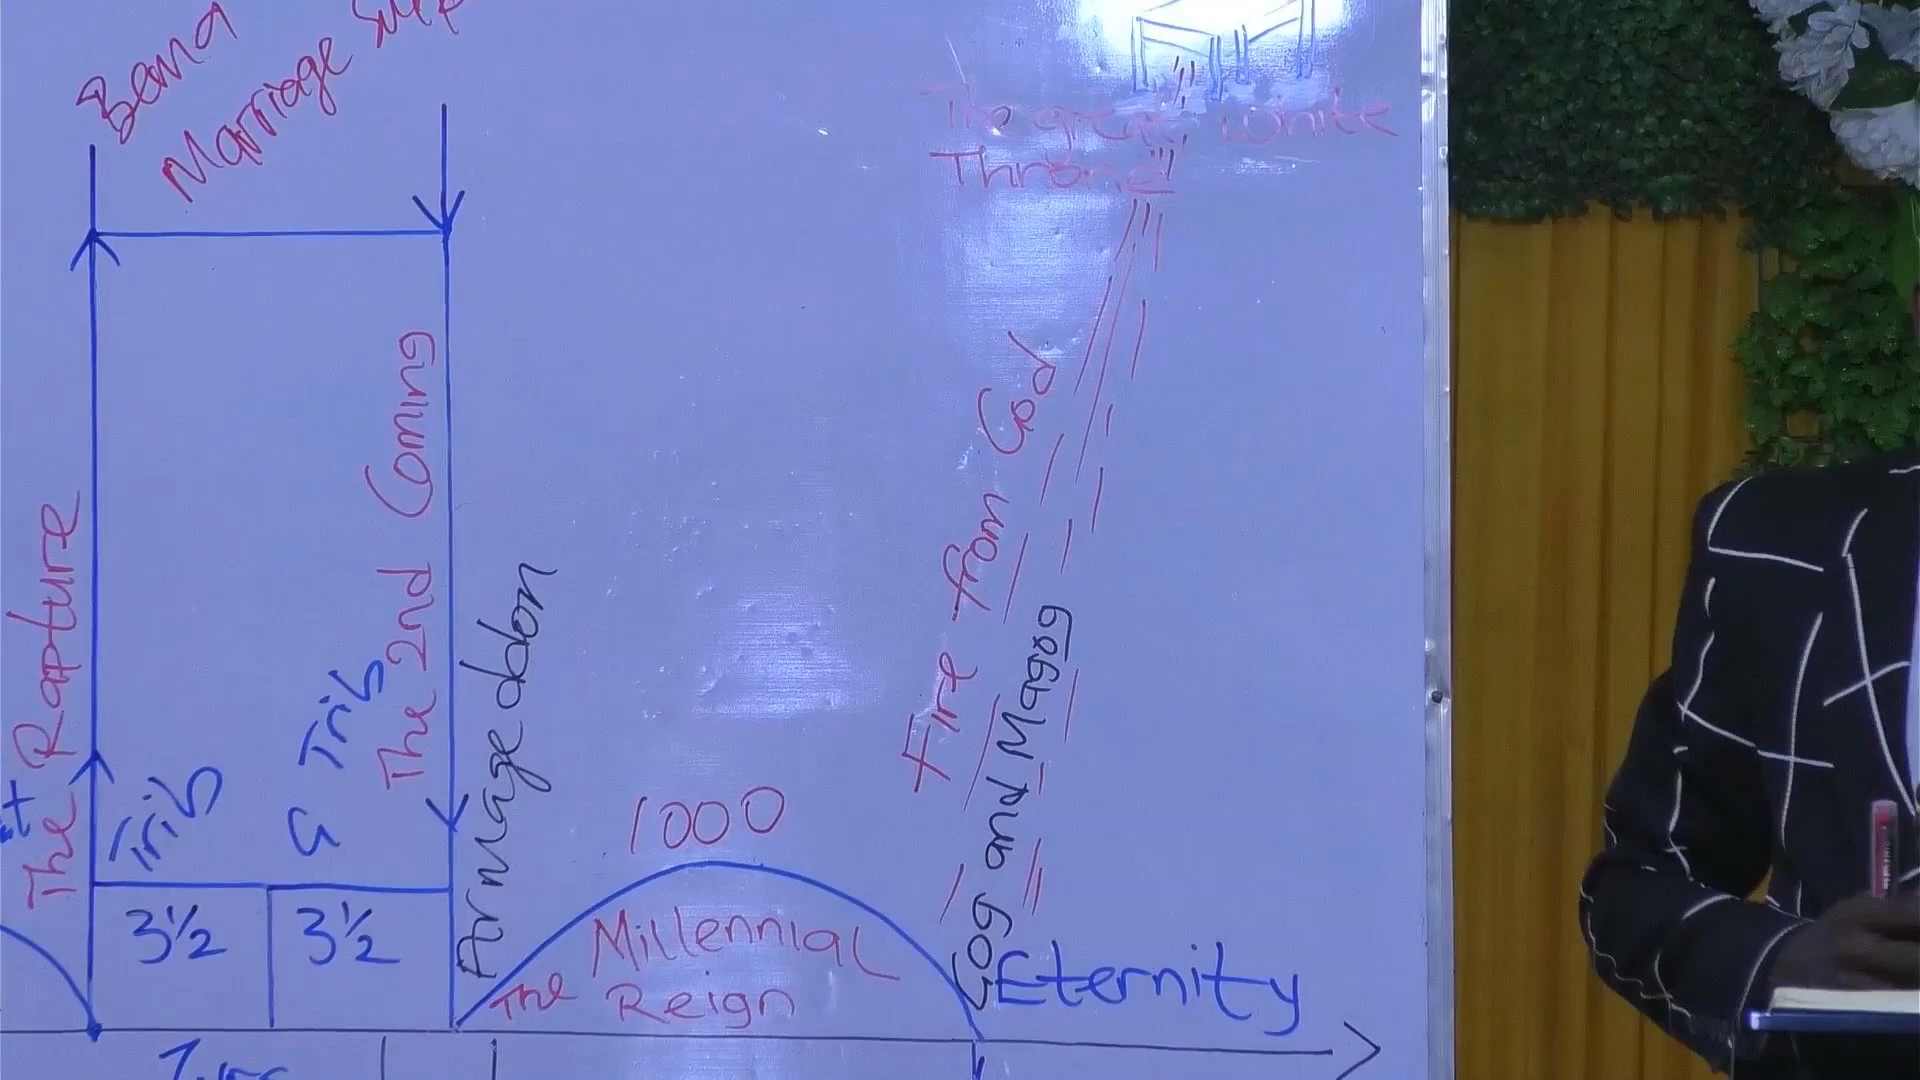 Bema
Marriage
The great White
Throne
The Rapture
Trib
G Trib
The 2nd Coming
Armageddon
Fire from God
Gog and Magog
1000
3½
3½
The Millennial
Reign
Eternity